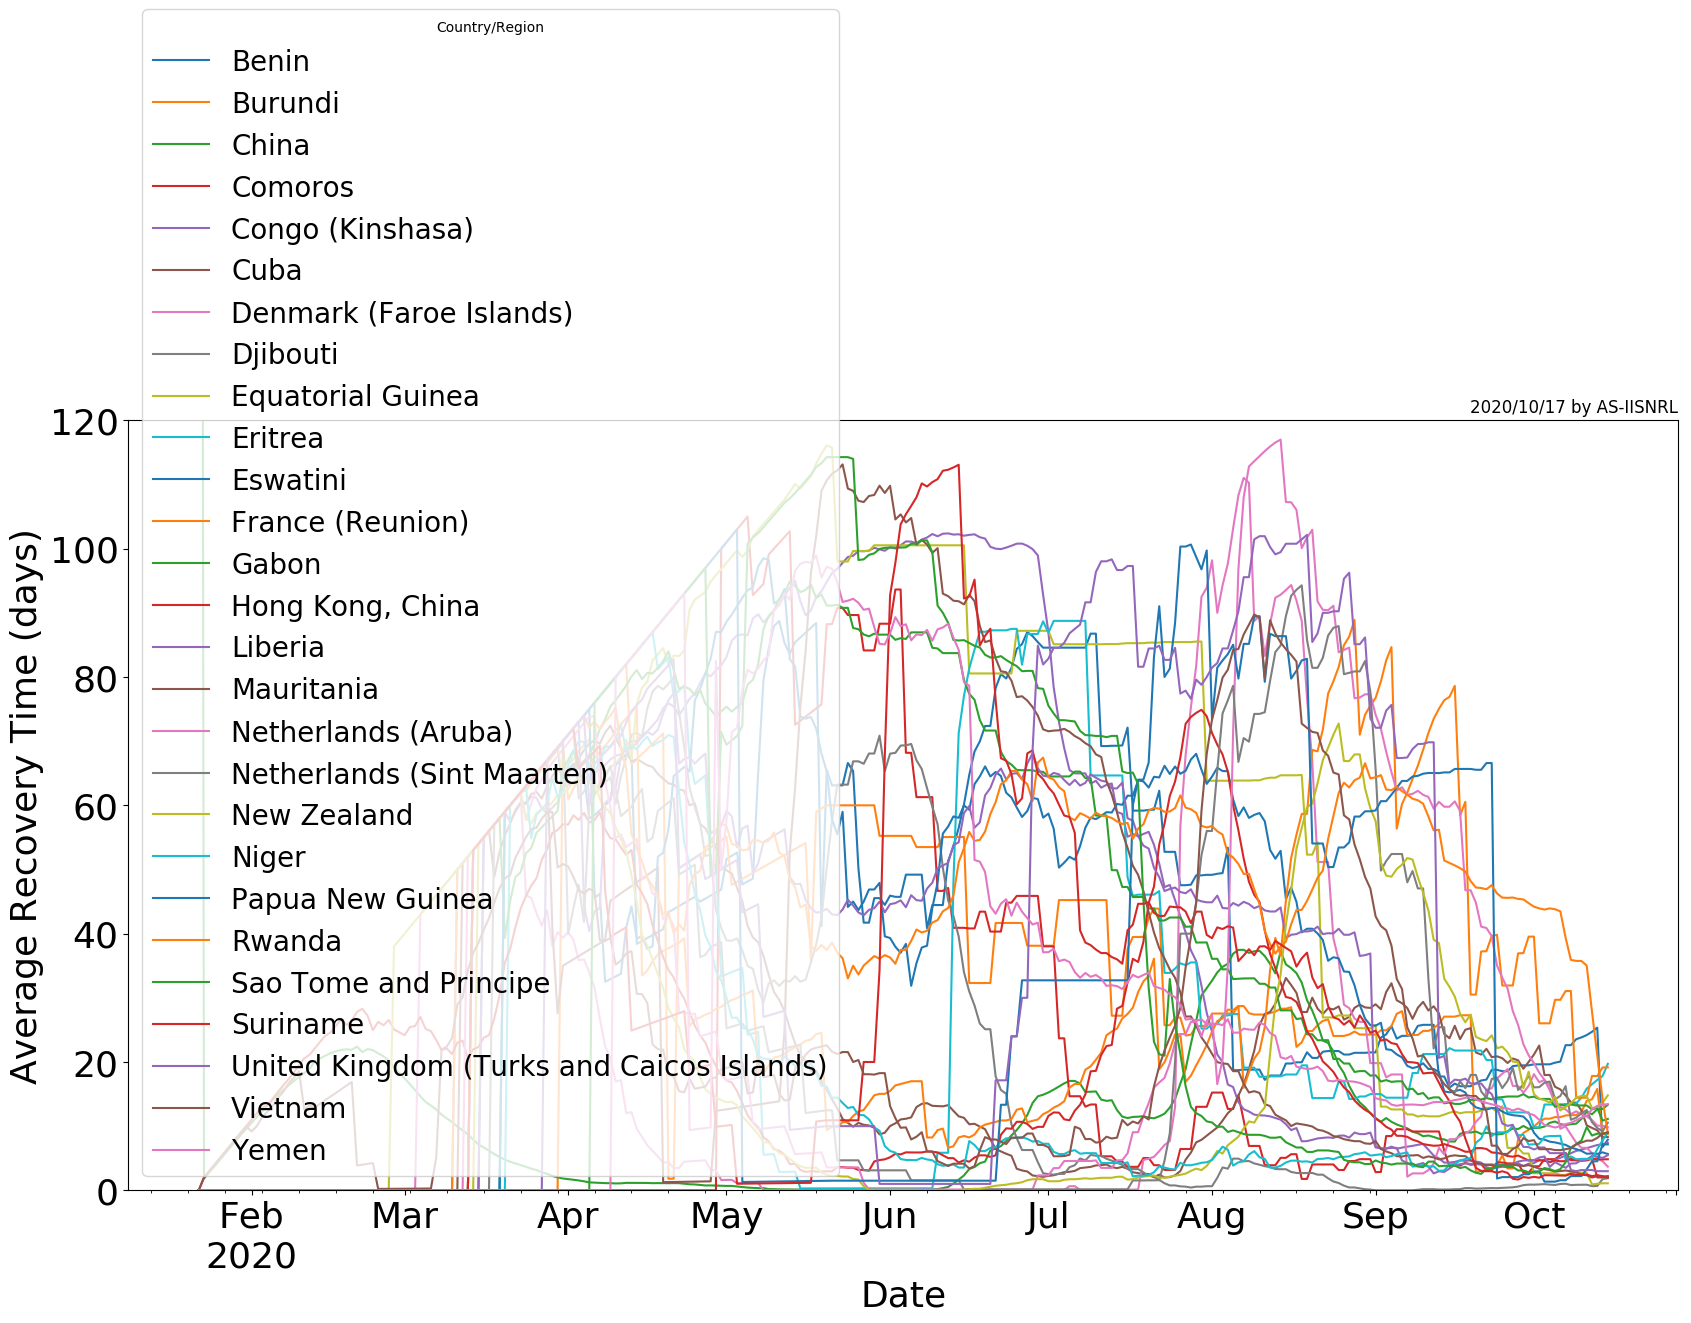 Country/Region
Benin
Burundi
China
Comoros
Congo (Kinshasa)
Cuba
Denmark (Faroe Islands)
Djibouti
Equatorial Guinea
Eritrea
Eswatini
France (Reunion)
Gabon
Hong Kong, China
Liberia
Mauritania
Netherlands (Aruba)
Netherlands (Sint Maarten)
New Zealand
Niger
Papua New Guinea
Rwanda
Sao Tome and Principe
Suriname
United Kingdom (Turks and Caicos Islands)
Vietnam
Yemen
2020/10/17 by AS-IISNRL
Average Recovery Time (days)
120
100
80
60
40
20
0
Feb Mar Apr May Jun Jul Aug Sep Oct
2020
Date